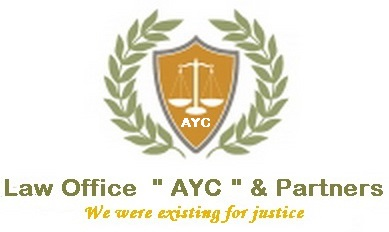 AYC
Law Office " AYC " & Partners
We were existing for justice